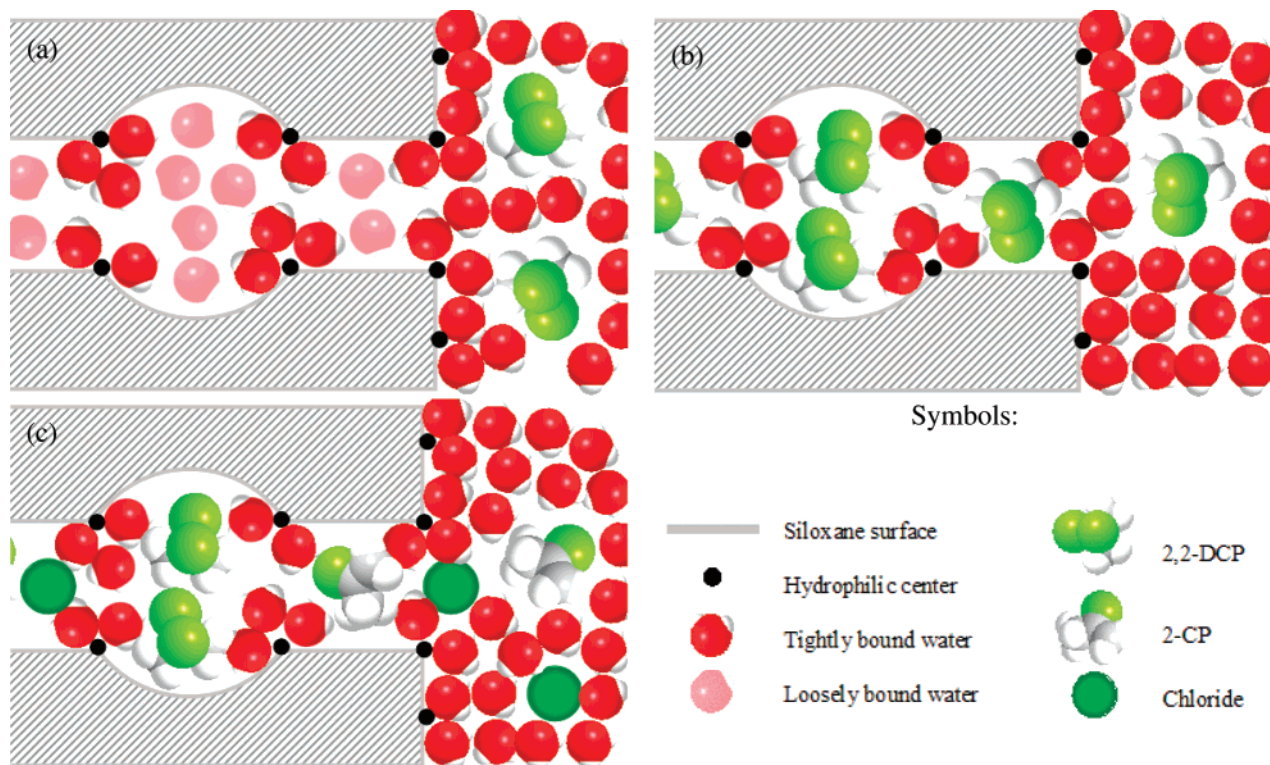 (a)
(b)
(c)
Symbols:
Siloxane surface
Hydrophilic center
Tightly bound water
Loosely bound water
2,2-DCP
2-CP
Chloride